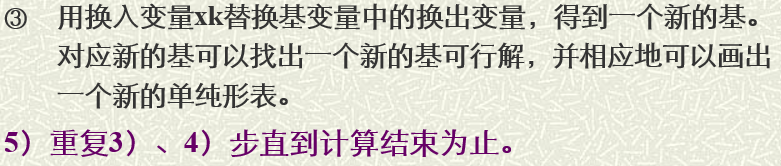 ③ 用换入变量xk替换基变量中的换出变量，得到一个新的基。
对应新的基可以找出一个新的基可行解，并相应地可以画出
一个新的单纯形表。
5）重复3）、4）步直到计算结束为止。